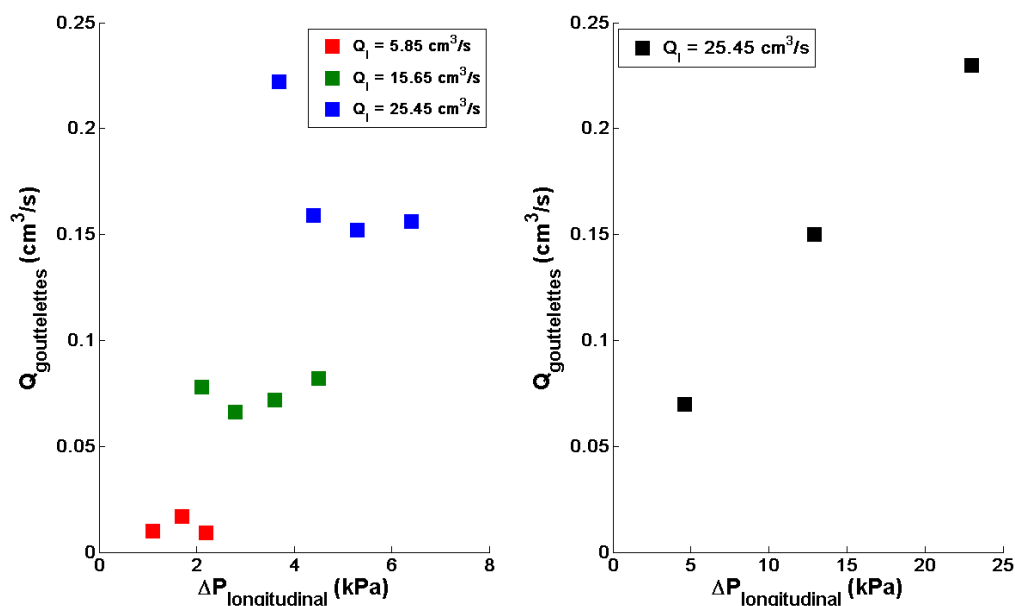 0.25
0.2
0.15
0.1
0.05
0
Q_gouttelettes (cm³/s)
Q_l = 5.85 cm³/s
Q_l = 15.65 cm³/s
Q_l = 25.45 cm³/s
0 2 4 6 8
ΔP_longitudinal (kPa)
0.25
0.2
0.15
0.1
0.05
0
Q_gouttelettes (cm³/s)
Q_l = 25.45 cm³/s
0 5 10 15 20 25
ΔP_longitudinal (kPa)